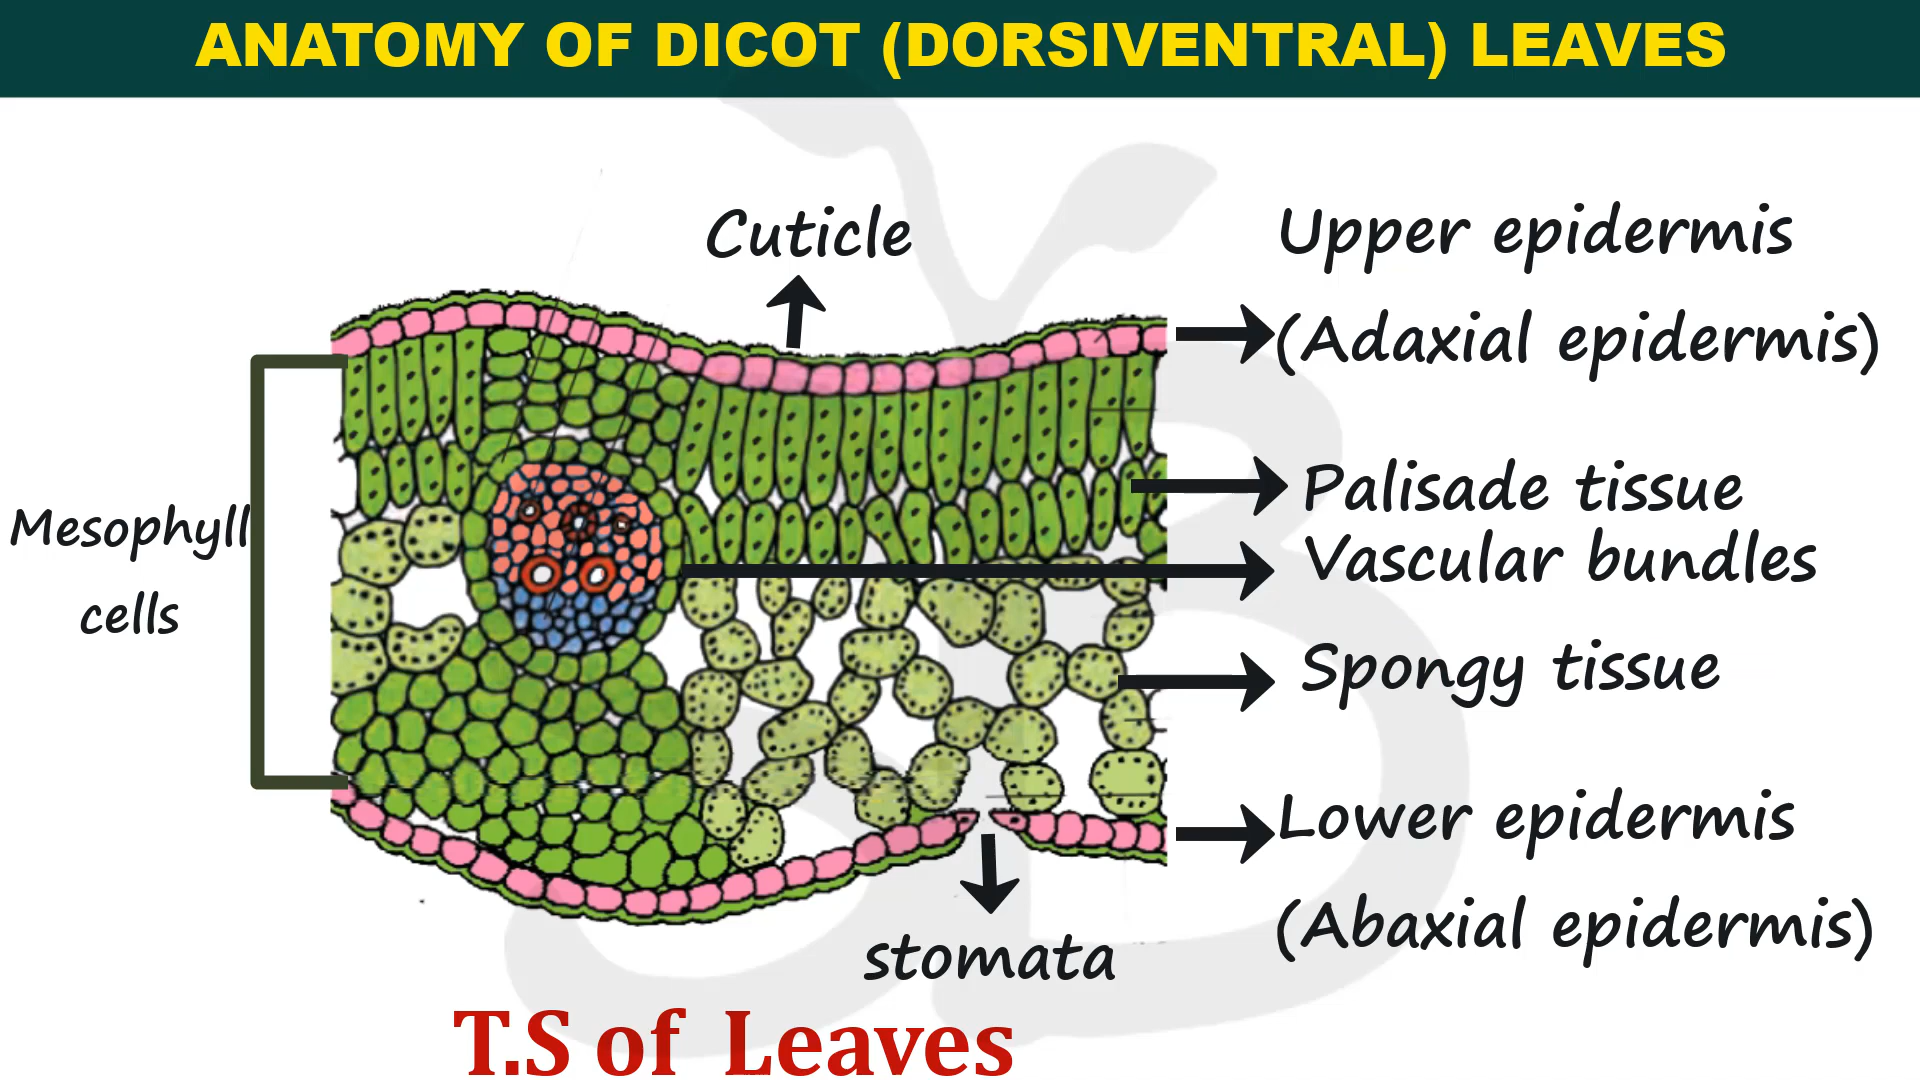 ANATOMY OF DICOT (DORSIVENTRAL) LEAVES
Cuticle
Upper epidermis
(Adaxial epidermis)
Palisade tissue
Mesophyll
cells
Vascular bundles
Spongy tissue
Lower epidermis
(Abaxial epidermis)
stomata
T.S of Leaves